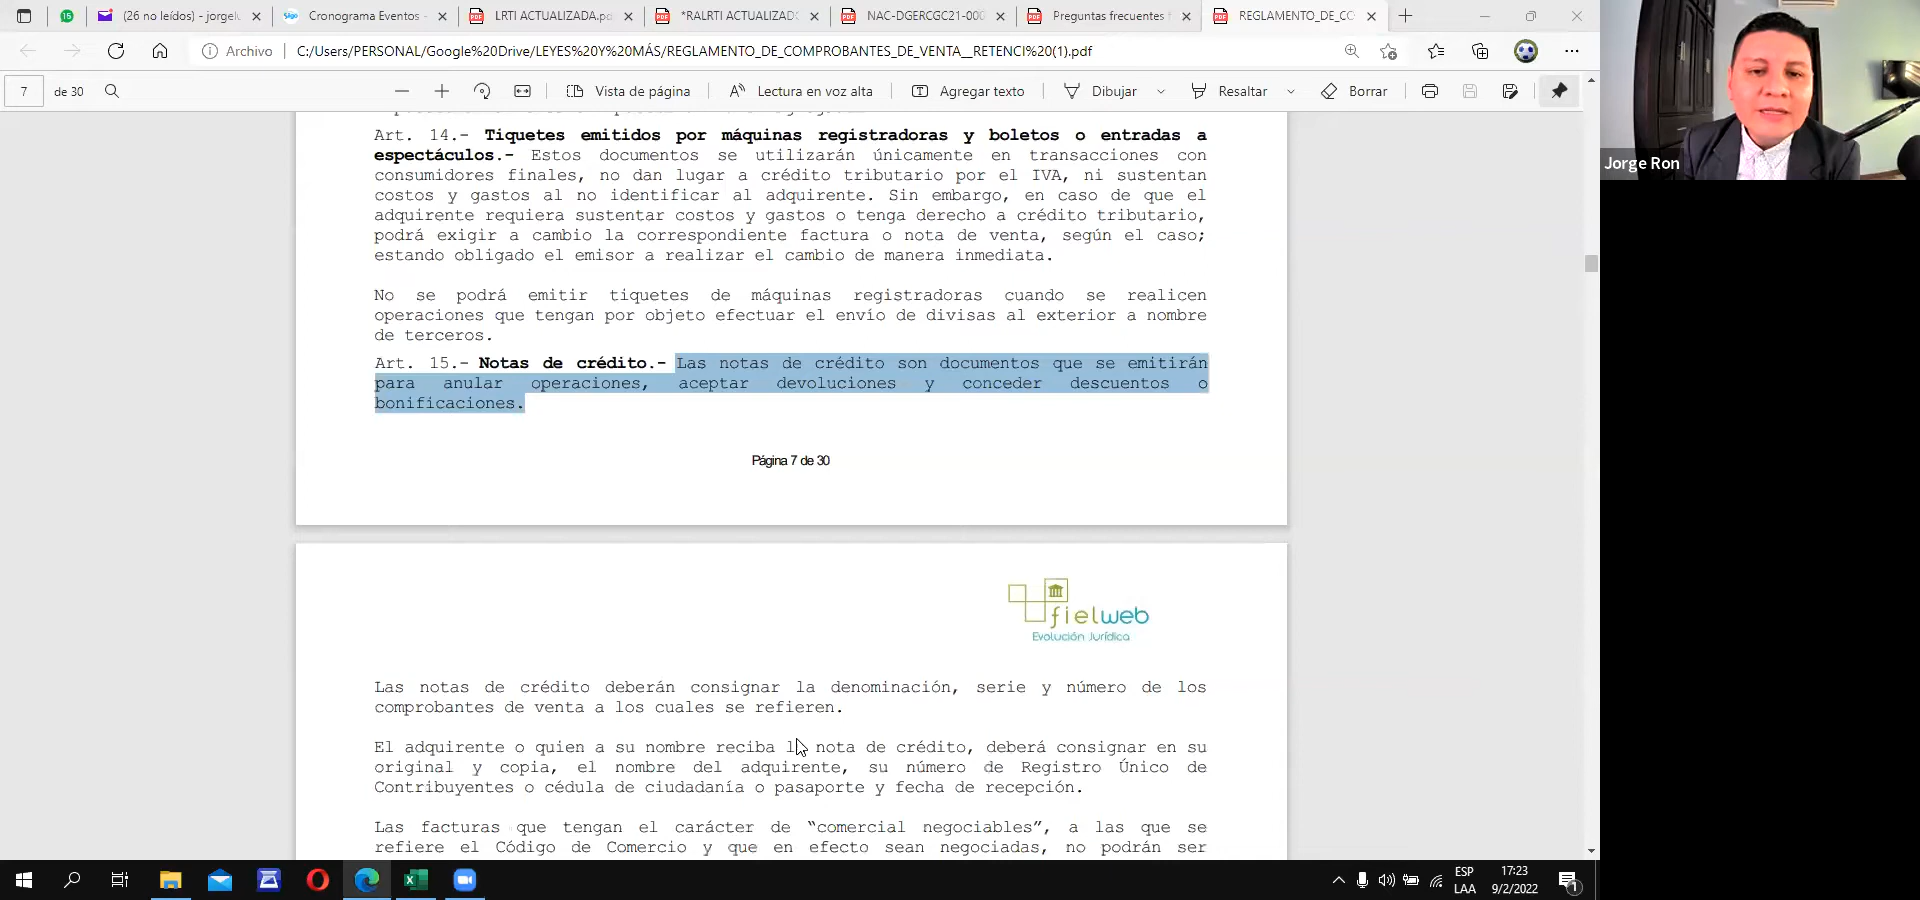 (26 no leídos) - jorgel
Cronograma Eventos -
LRTI ACTUALIZADA.p
*RALRTI ACTUALIZAD
NAC-DGERCGC21-000
Preguntas frecuentes
REGLAMENTO_DE_CO
Archivo
C:/Users/PERSONAL/Google%20Drive/LEYES%20Y%20MÁS/REGLAMENTO_DE_COMPROBANTES_DE_VENTA__RETENCI%20(1).pdf
7 de 30
Vista de página
Lectura en voz alta
Agregar texto
Dibujar
Resaltar
Borrar
Jorge Ron
Art. 14.- Tiquetes emitidos por máquinas registradoras y boletos o entradas a
espectáculos.- Estos documentos se utilizarán únicamente en transacciones con
consumidores finales, no dan lugar a crédito tributario por el IVA, ni sustentan
costos y gastos al no identificar al adquirente. Sin embargo, en caso de que el
adquirente requiera sustentar costos y gastos o tenga derecho a crédito tributario,
podrá exigir a cambio la correspondiente factura o nota de venta, según el caso;
estando obligado el emisor a realizar el cambio de manera inmediata.
No se podrá emitir tiquetes de máquinas registradoras cuando se realicen
operaciones que tengan por objeto efectuar el envío de divisas al exterior a nombre
de terceros.
Art. 15.- Notas de crédito.- Las notas de crédito son documentos que se emitirán
para anular operaciones, aceptar devoluciones y conceder descuentos o
bonificaciones.
Página 7 de 30
fielweb
Evolución Jurídica
Las notas de crédito deberán consignar la denominación, serie y número de los
comprobantes de venta a los cuales se refieren.
El adquirente o quien a su nombre reciba la nota de crédito, deberá consignar en su
original y copia, el nombre del adquirente, su número de Registro Único de
Contribuyentes o cédula de ciudadanía o pasaporte y fecha de recepción.
Las facturas que tengan el carácter de “comercial negociables”, a las que se
refiere el Código de Comercio y que en efecto sean negociadas, no podrán ser
ESP
LAA
17:23
9/2/2022
1